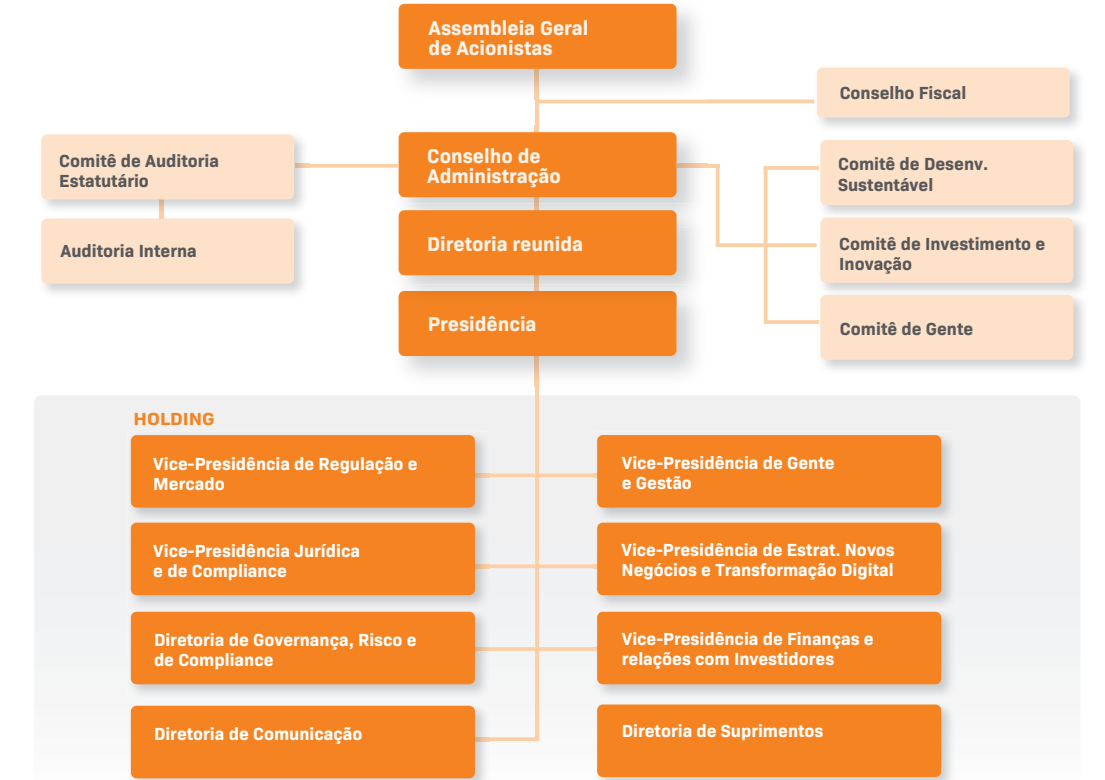 Assembleia Geral
de Acionistas
Conselho Fiscal
Comitê de Auditoria
Estatutário
Conselho de
Administração
Comitê de Desenv.
Sustentável
Auditoria Interna
Diretoria reunida
Comitê de Investimento e
Inovação
Presidência
Comitê de Gente
HOLDING
Vice-Presidência de Regulação e
Mercado
Vice-Presidência de Gente
e Gestão
Vice-Presidência Jurídica
e de Compliance
Vice-Presidência de Estrat. Novos
Negócios e Transformação Digital
Diretoria de Governança, Risco e
de Compliance
Vice-Presidência de Finanças e
relações com Investidores
Diretoria de Comunicação
Diretoria de Suprimentos